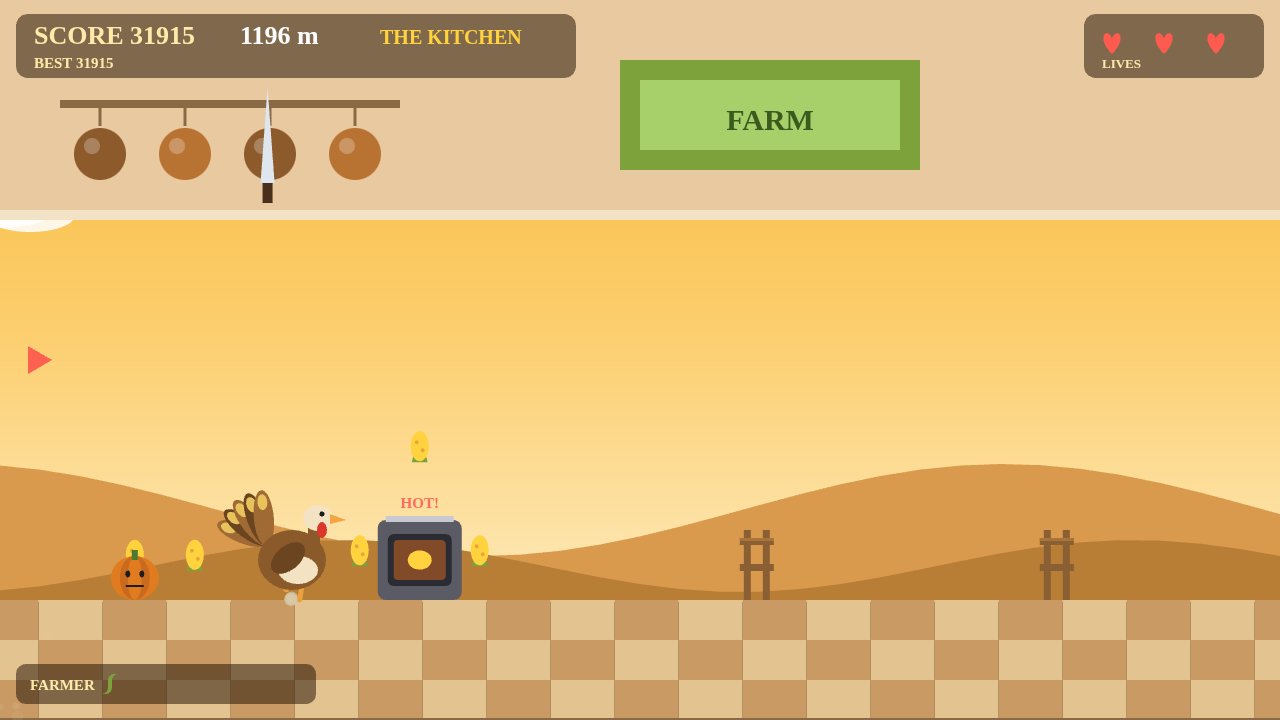 SCORE 31915
1196 m
THE KITCHEN
BEST 31915
LIVES
FARM
HOT!
FARMER